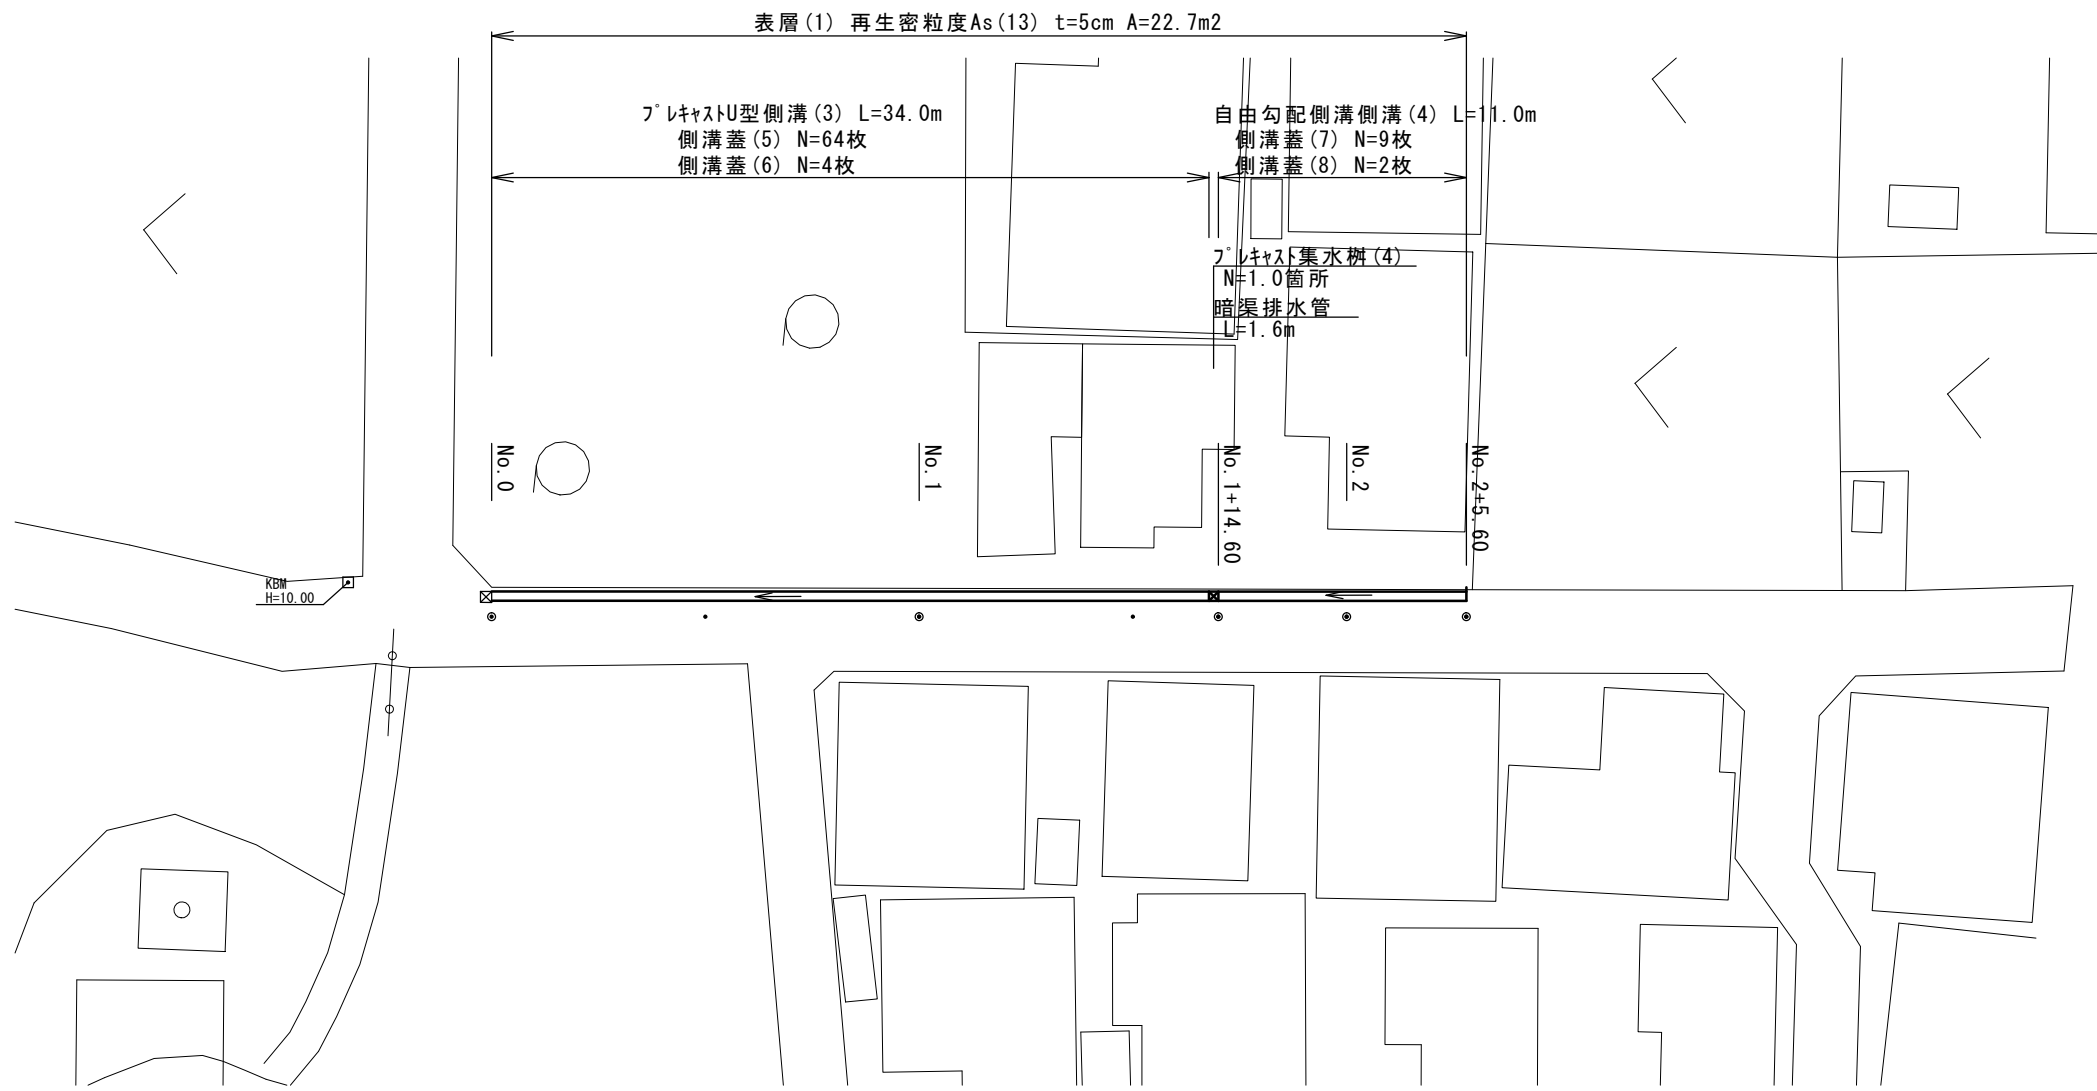 表層(1) 再生密粒度As(13) t=5cm A=22.7m2
プレキャストU型側溝(3) L=34.0m
側溝蓋(5) N=64枚
側溝蓋(6) N=4枚
自由勾配側溝側溝(4) L=11.0m
側溝蓋(7) N=9枚
側溝蓋(8) N=2枚
プレキャスト集水桝(4)
N=1.0箇所
暗渠排水管
L=1.6m
No.0
No.1
No.1+14.60
No.2
No.2+5.60
KBM
H=10.00